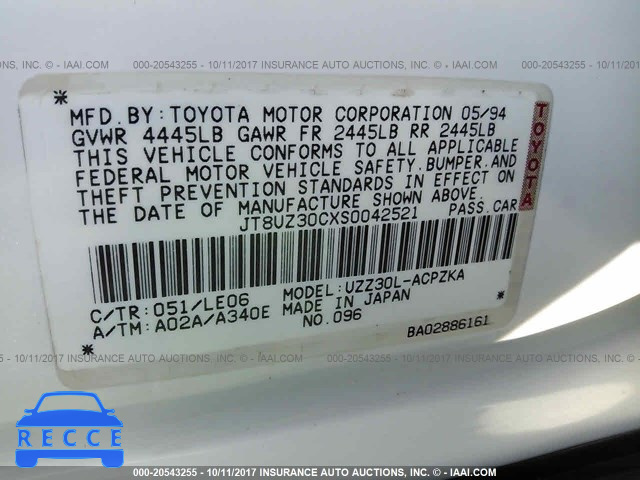 000-20543255 - 10/11/2017 INSURANCE AUTO AUCTIONS, INC. - IAAI.COM
MFD. BY: TOYOTA MOTOR CORPORATION 05/94
GVWR 4445LB GAWR FR 2445LB RR 2445LB
THIS VEHICLE CONFORMS TO ALL APPLICABLE
FEDERAL MOTOR VEHICLE SAFETY, BUMPER, AND
THEFT PREVENTION STANDARDS IN EFFECT ON
THE DATE OF MANUFACTURE SHOWN ABOVE.
JT8UZ30CXS0042521 PASS. CAR
TOYOTA
C/TR: 051/LE06 MODEL: UZZ30L-ACPZKA
A/TM: A02A/A340E MADE IN JAPAN
NO. 096 BA02886161
000-20543255 - 10/11/2017 INSURANCE AUTO AUCTIONS, INC. - IAAI.COM
RECCE
000-20543255 - 10/11/2017 INSURANCE AUTO AUCTIONS, INC. - IAAI.COM